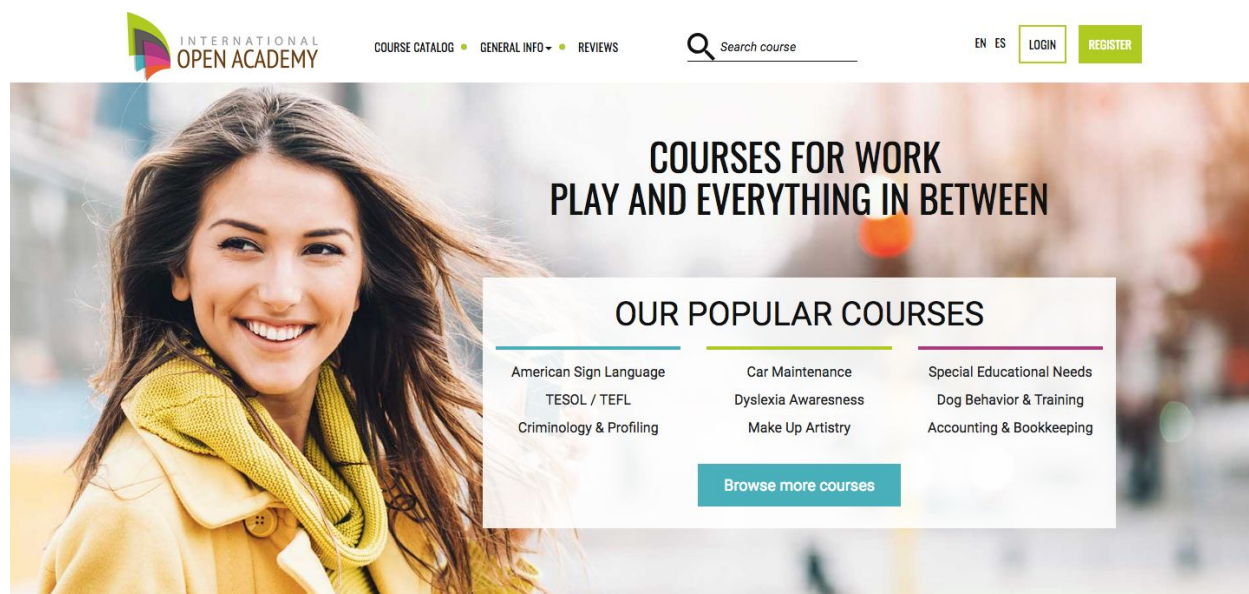 INTERNATIONAL
OPEN ACADEMY
COURSE CATALOG
GENERAL INFO
REVIEWS
Search course
EN ES
LOGIN
REGISTER
COURSES FOR WORK
PLAY AND EVERYTHING IN BETWEEN
OUR POPULAR COURSES
American Sign Language
TESOL / TEFL
Criminology & Profiling
Car Maintenance
Dyslexia Awaresness
Make Up Artistry
Special Educational Needs
Dog Behavior & Training
Accounting & Bookkeeping
Browse more courses